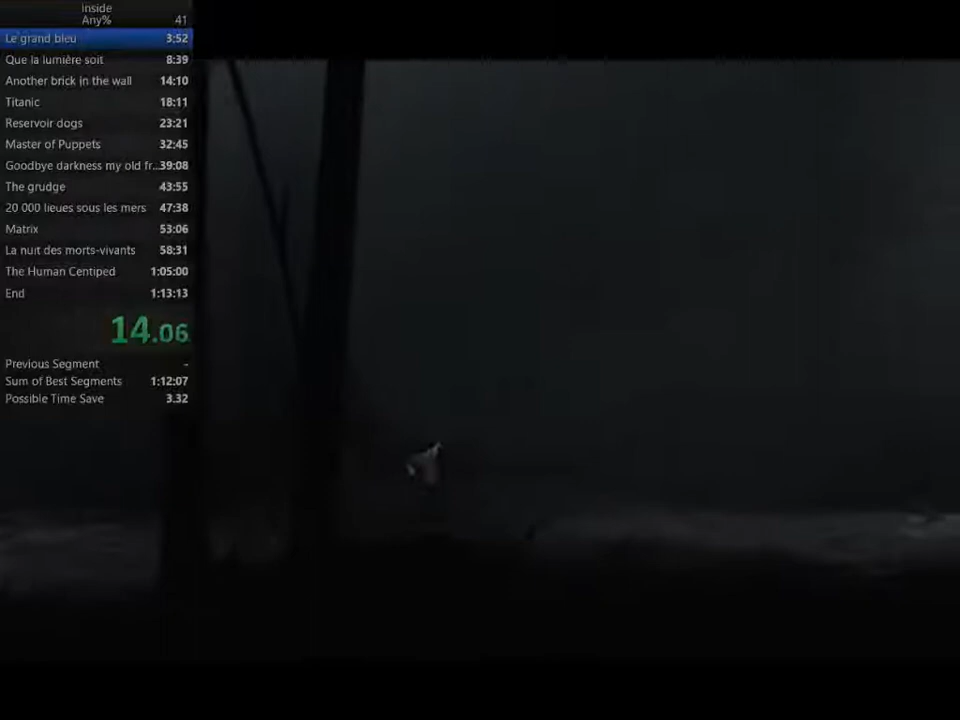 Inside
Any% 41
Le grand bleu 3:52
Que la lumière soit 8:39
Another brick in the wall 14:10
Titanic 18:11
Reservoir dogs 23:21
Master of Puppets 32:45
Goodbye darkness my old fr... 39:08
The grudge 43:55
20 000 lieues sous les mers 47:38
Matrix 53:06
La nuit des morts-vivants 58:31
The Human Centiped 1:05:00
End 1:13:13
14.06
Previous Segment -
Sum of Best Segments 1:12:07
Possible Time Save 3.32